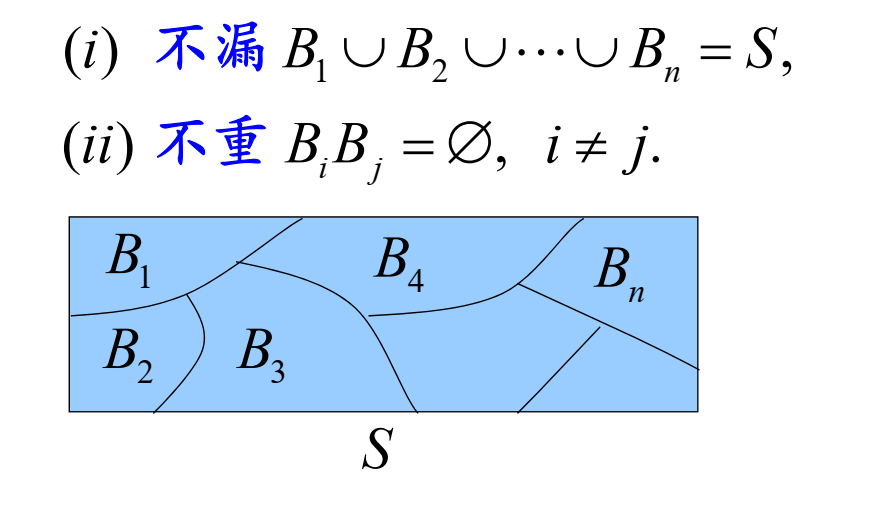 (i) 不漏 B₁ ∪ B₂ ∪ ⋯ ∪ Bₙ = S,
(ii) 不重 BᵢBⱼ = ∅, i ≠ j.
B₁ B₄ Bₙ
B₂ B₃
S